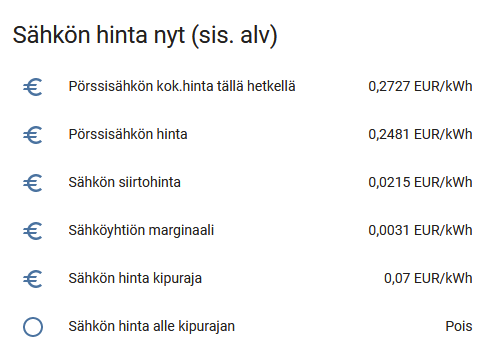 Sähkön hinta nyt (sis. alv)
Pörssisähkön kok.hinta tällä hetkellä 0,2727 EUR/kWh
Pörssisähkön hinta 0,2481 EUR/kWh
Sähkön siirtohinta 0,0215 EUR/kWh
Sähköyhtiön marginaali 0,0031 EUR/kWh
Sähkön hinta kipuraja 0,07 EUR/kWh
Sähkön hinta alle kipurajan Pois